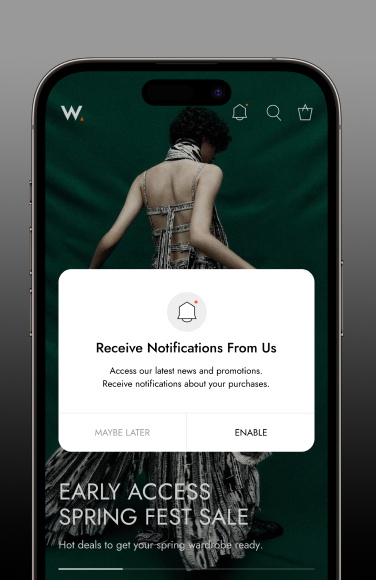 W.
Receive Notifications From Us
Access our latest news and promotions.
Receive notifications about your purchases.
MAYBE LATER
ENABLE
EARLY ACCESS
SPRING FEST SALE
Hot deals to get your spring wardrobe ready.